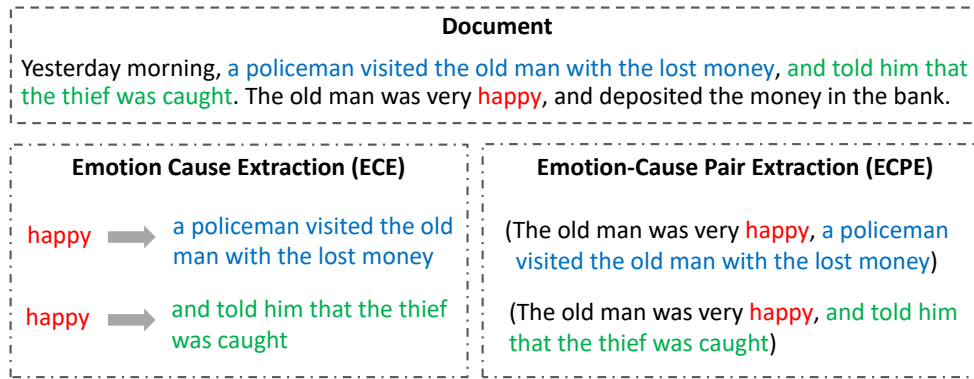 Document
Yesterday morning, a policeman visited the old man with the lost money, and told him that
the thief was caught. The old man was very happy, and deposited the money in the bank.
Emotion Cause Extraction (ECE)
happy
a policeman visited the old
man with the lost money
happy
and told him that the thief
was caught
Emotion-Cause Pair Extraction (ECPE)
(The old man was very happy, a policeman
visited the old man with the lost money)
(The old man was very happy, and told him
that the thief was caught)